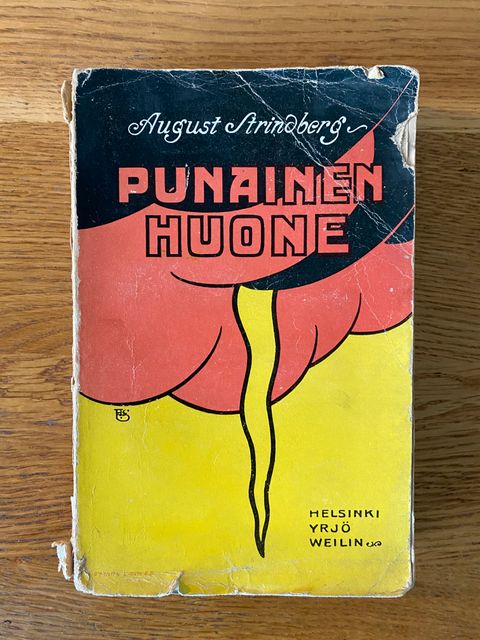 August Strindberg
PUNAINEN
HUONE
HELSINKI
YRJÖ
WEILIN